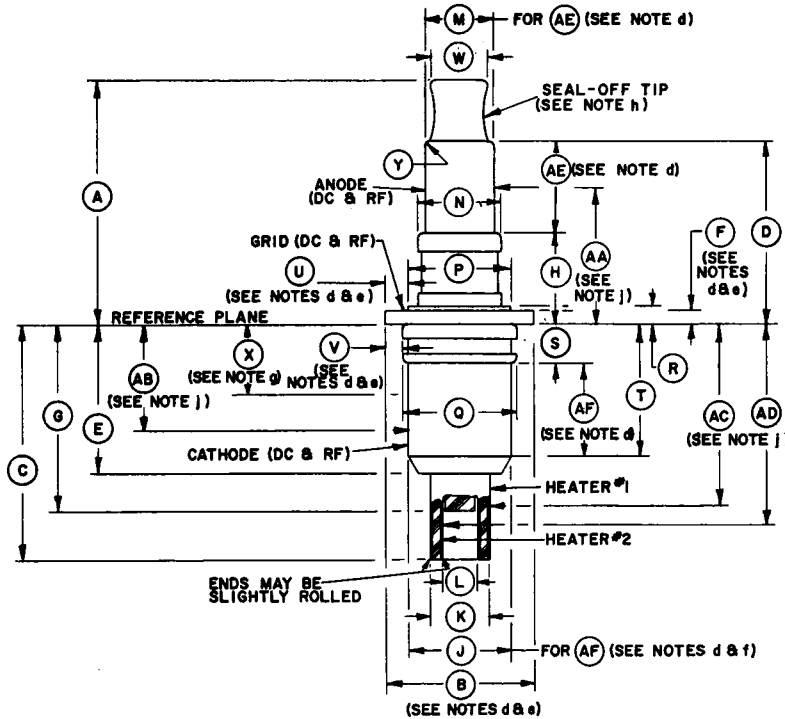 M FOR AE (SEE NOTE d)
W
SEAL-OFF TIP
(SEE NOTE h)
A
Y
AE (SEE NOTE d)
ANODE
(DC & RF)
N
D
F
(SEE
NOTES
d & e)
AA
(SEE
NOTE j)
GRID (DC & RF)
P
H
U
(SEE NOTES d & e)
REFERENCE PLANE
S
R
X
(SEE NOTE g)
V
(SEE
NOTES d & e)
AB
(SEE NOTE j)
T
G
E
Q
AF
(SEE NOTE d)
AC
AD
(SEE NOTE j)
C
CATHODE (DC & RF)
HEATER #1
HEATER #2
ENDS MAY BE
SLIGHTLY ROLLED
L
K
J FOR AF (SEE NOTES d & f)
B
(SEE NOTES d & e)